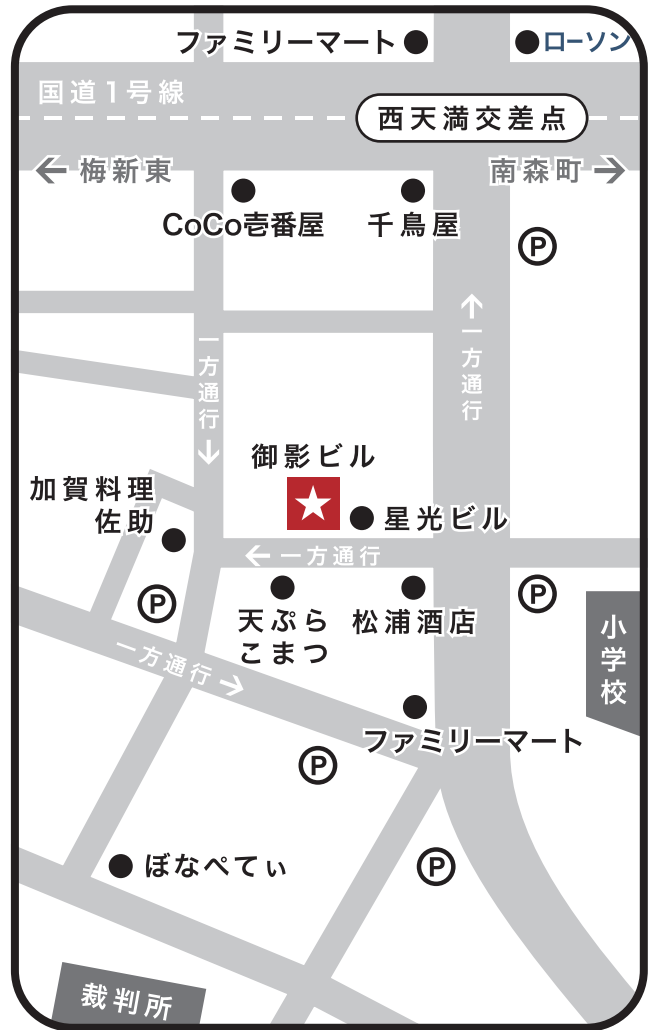 ファミリーマート
ローソン
国道1号線
西天満交差点
← 梅新東
南森町 →
CoCo壱番屋
千鳥屋
P
↑一方通行
一方通行→
御影ビル
加賀料理
佐助
星光ビル
←一方通行
P
P
天ぷら
こまつ
松浦酒店
小学校
一方通行→
ファミリーマート
P
P
ぼなぺてぃ
裁判所